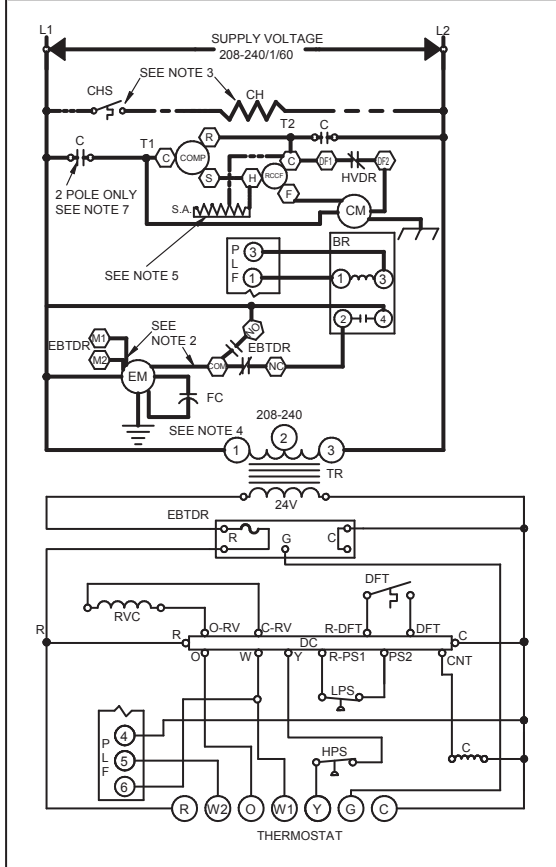 L1
L2
SUPPLY VOLTAGE
208-240/1/60
SEE NOTE 3
CHS
CH
T2
C
R
T1
C
C
COMP
C
DF1
DF2
HVDR
S
H
RCCF
F
2 POLE ONLY
SEE NOTE 7
S.A.
CM
SEE NOTE 5
P
L
F
3
1
BR
1
3
2
4
NO
M1
EBTDR
M2
SEE
NOTE 2
EBTDR
COM
NC
EM
FC
208-240
SEE NOTE 4
1
2
3
TR
24V
EBTDR
R
G
C
DFT
RVC
O-RV
C-RV
R-DFT
DFT
R
R
DC
C
O
W
Y
R-PS1
PS2
CNT
LPS
P
L
F
4
5
6
HPS
C
R
W2
O
W1
Y
G
C
THERMOSTAT